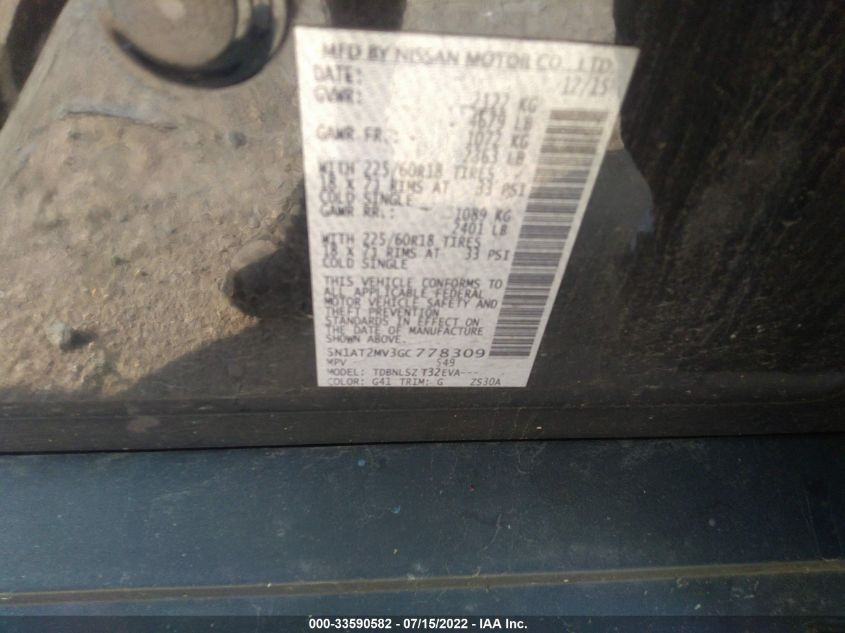 MFD BY NISSAN MOTOR CO., LTD
DATE: 12/15
GVWR: 2122 KG
4679 LB
GAWR FR.: 1072 KG
2363 LB
WITH 225/60R18 TIRES
18 X 7J RIMS AT 33 PSI
COLD SINGLE
GAWR RR.: 1089 KG
2401 LB
WITH 225/60R18 TIRES
18 X 7J RIMS AT 33 PSI
COLD SINGLE
THIS VEHICLE CONFORMS TO
ALL APPLICABLE FEDERAL
MOTOR VEHICLE SAFETY AND
THEFT PREVENTION
STANDARDS IN EFFECT ON
THE DATE OF MANUFACTURE
SHOWN ABOVE.
5N1AT2MV3GC778309
MPV 549
MODEL: TDBNLSZ T32EVA---
COLOR: G41 TRIM: G ZS30A
000-33590582 - 07/15/2022 - IAA Inc.